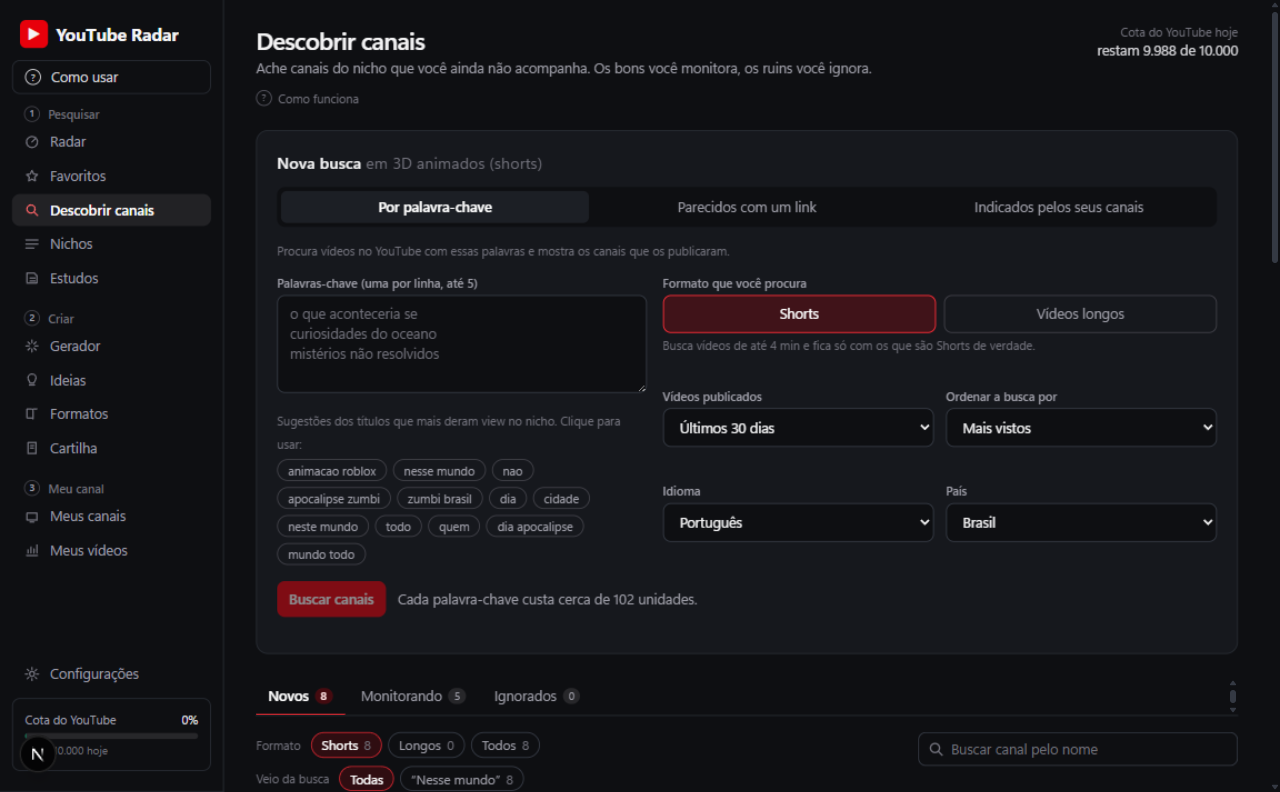 YouTube Radar
Como usar
1 Pesquisar
Radar
Favoritos
Descobrir canais
Nichos
Estudos
2 Criar
Gerador
Ideias
Formatos
Cartilha
3 Meu canal
Meus canais
Meus vídeos
Configurações
Cota do YouTube 0%
0.000 hoje
N
Descobrir canais
Ache canais do nicho que você ainda não acompanha. Os bons você monitora, os ruins você ignora.
? Como funciona
Cota do YouTube hoje
restam 9.988 de 10.000
Nova busca em 3D animados (shorts)
Por palavra-chave
Parecidos com um link
Indicados pelos seus canais
Procura vídeos no YouTube com essas palavras e mostra os canais que os publicaram.
Palavras-chave (uma por linha, até 5)
o que aconteceria se
curiosidades do oceano
mistérios não resolvidos
Sugestões dos títulos que mais deram view no nicho. Clique para
usar:
animacao roblox nesse mundo nao
apocalipse zumbi zumbi brasil dia cidade
neste mundo todo quem dia apocalipse
mundo todo
Formato que você procura
Shorts
Vídeos longos
Busca vídeos de até 4 min e fica só com os que são Shorts de verdade.
Vídeos publicados
Últimos 30 dias
Ordenar a busca por
Mais vistos
Idioma
Português
País
Brasil
Buscar canais
Cada palavra-chave custa cerca de 102 unidades.
Novos 8 Monitorando 5 Ignorados 0
Formato Shorts 8 Longos 0 Todos 8
Buscar canal pelo nome
Veio da busca Todas "Nesse mundo" 8